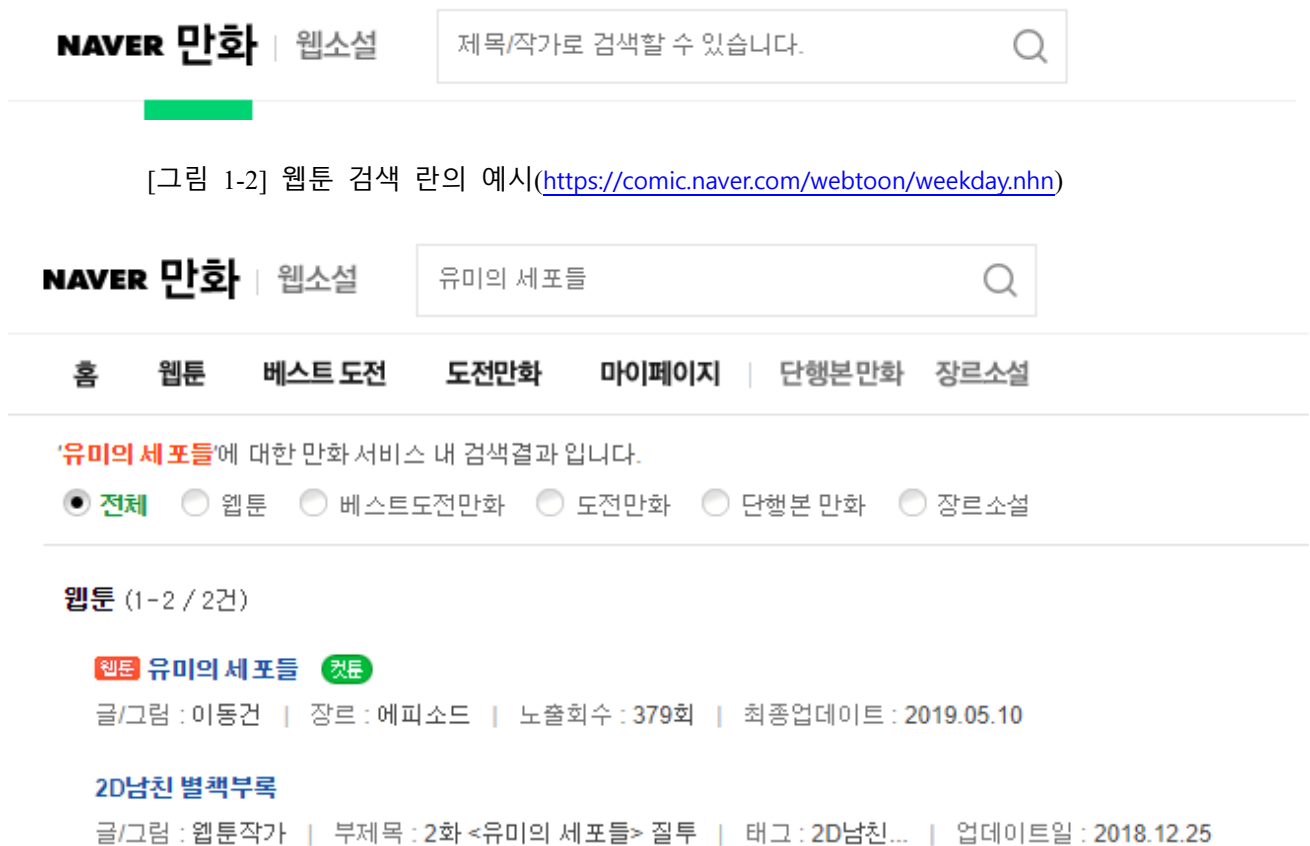 NAVER 만화 | 웹소설 제목/작가로 검색할 수 있습니다.
[그림 1-2] 웹툰 검색 란의 예시(https://comic.naver.com/webtoon/weekday.nhn)
NAVER 만화 | 웹소설 유미의 세포들
홈 웹툰 베스트 도전 도전만화 마이페이지 | 단행본만화 장르소설
'유미의 세포들'에 대한 만화 서비스 내 검색결과 입니다.
전체 웹툰 베스트도전만화 도전만화 단행본 만화 장르소설
웹툰 (1-2 / 2건)
웹툰 유미의 세포들 컷툰
글/그림 : 이동건 | 장르 : 에피소드 | 노출회수 : 379회 | 최종업데이트 : 2019.05.10
2D남친 별책부록
글/그림 : 웹툰작가 | 부제목 : 2화 <유미의 세포들> 질투 | 태그 : 2D남친... | 업데이트일 : 2018.12.25